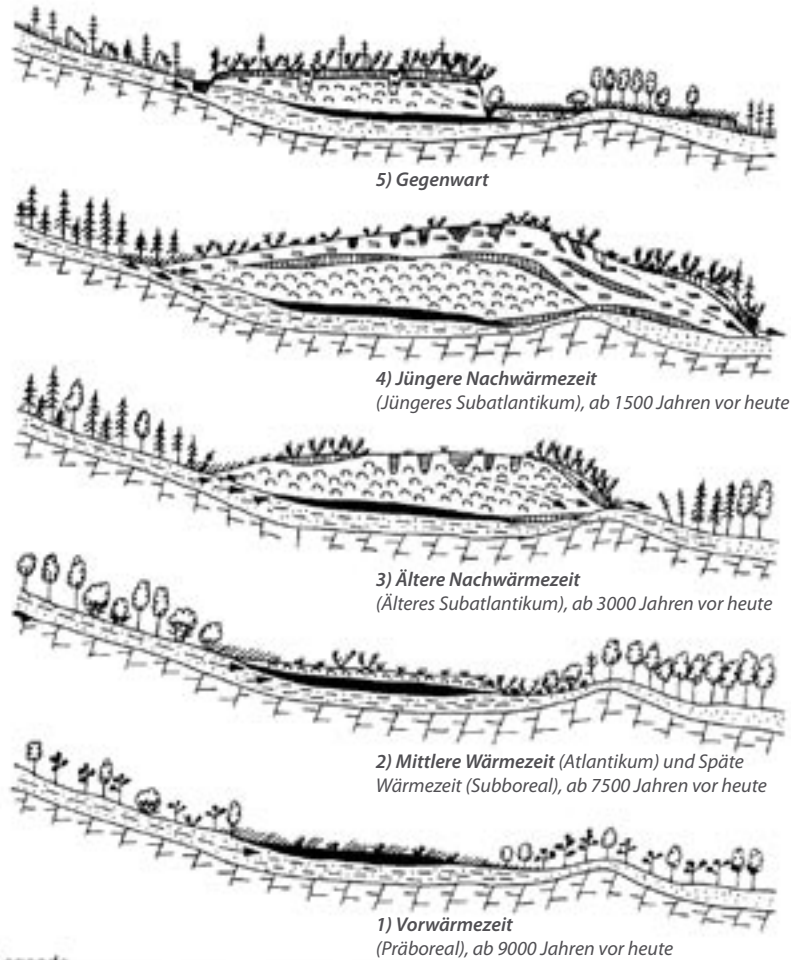 5) Gegenwart
4) Jüngere Nachwärmezeit
(Jüngeres Subatlantikum), ab 1500 Jahren vor heute
3) Ältere Nachwärmezeit
(Älteres Subatlantikum), ab 3000 Jahren vor heute
2) Mittlere Wärmezeit (Atlantikum) und Späte
Wärmezeit (Subboreal), ab 7500 Jahren vor heute
1) Vorwärmezeit
(Präboreal), ab 9000 Jahren vor heute